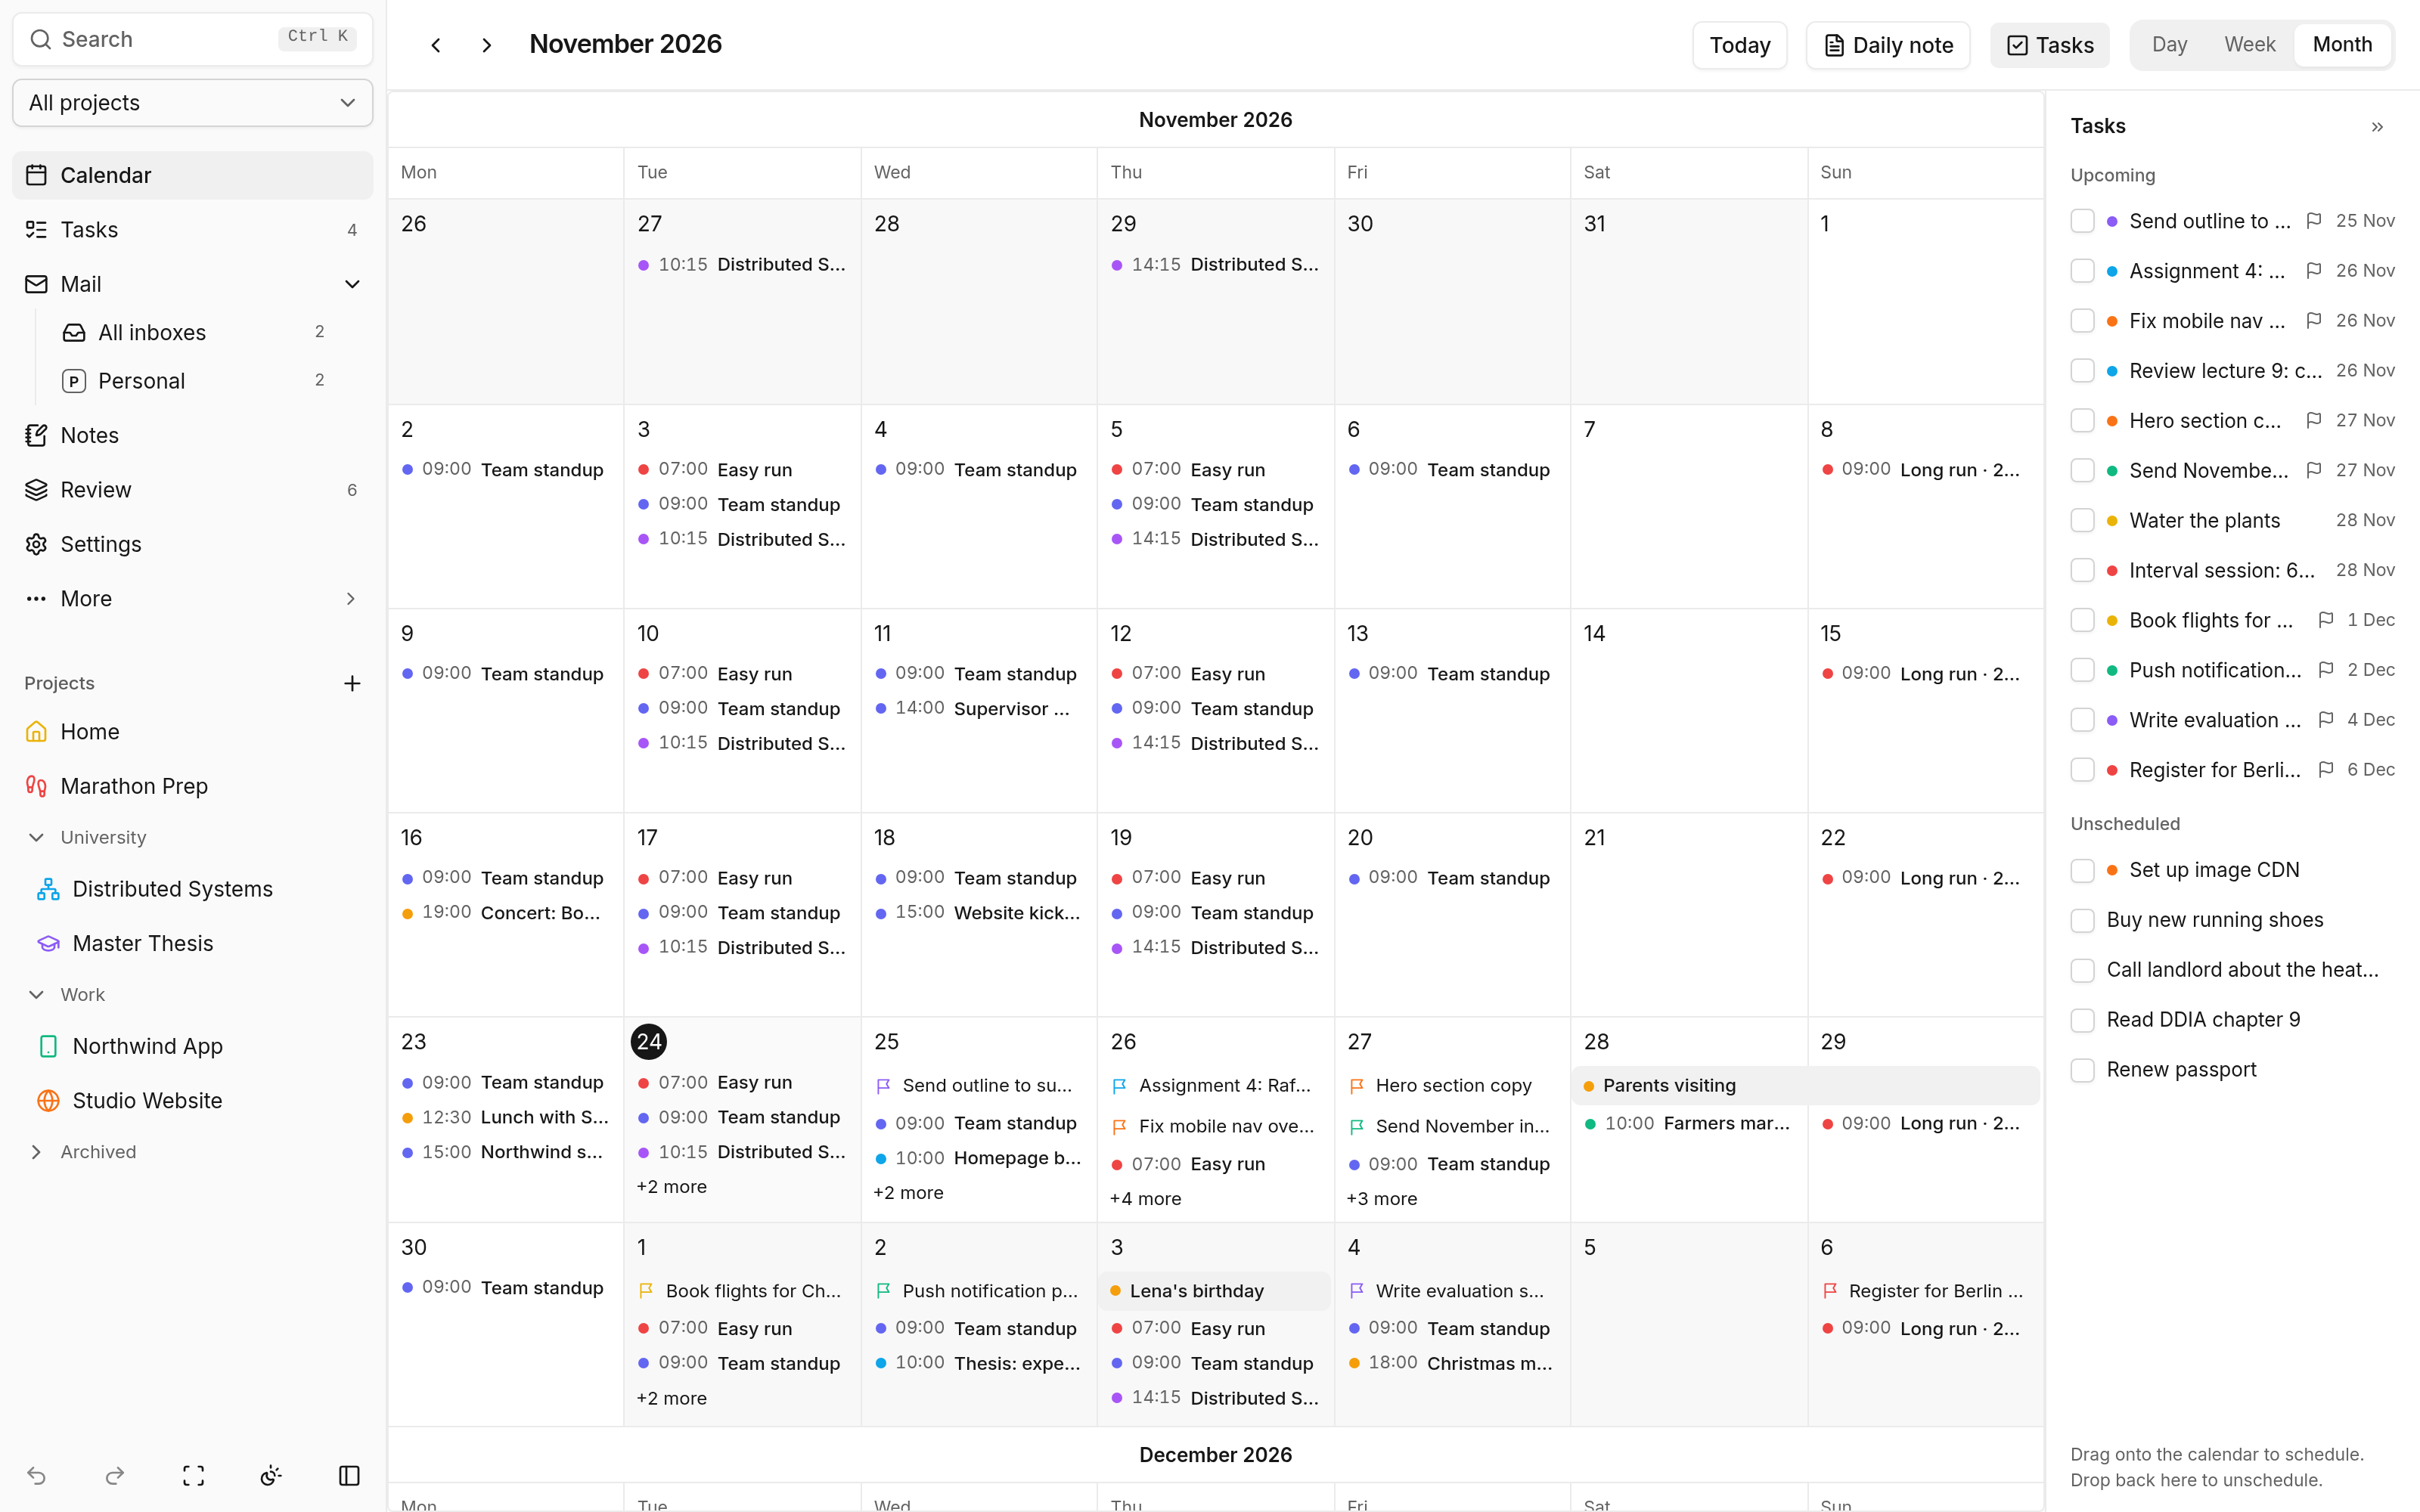 Search Ctrl K
All projects
Calendar
Tasks 4
Mail
All inboxes 2
P Personal 2
Notes
Review 6
Settings
More
Projects
Home
Marathon Prep
University
Distributed Systems
Master Thesis
Work
Northwind App
Studio Website
Archived
November 2026
Today Daily note Tasks Day Week Month
November 2026
Mon Tue Wed Thu Fri Sat Sun
26
27
10:15 Distributed S...
28
29
14:15 Distributed S...
30
31
1
2
09:00 Team standup
3
07:00 Easy run
09:00 Team standup
10:15 Distributed S...
4
09:00 Team standup
5
07:00 Easy run
09:00 Team standup
14:15 Distributed S...
6
09:00 Team standup
7
8
09:00 Long run · 2...
9
09:00 Team standup
10
07:00 Easy run
09:00 Team standup
10:15 Distributed S...
11
09:00 Team standup
14:00 Supervisor ...
12
07:00 Easy run
09:00 Team standup
14:15 Distributed S...
13
09:00 Team standup
14
15
09:00 Long run · 2...
16
09:00 Team standup
19:00 Concert: Bo...
17
07:00 Easy run
09:00 Team standup
10:15 Distributed S...
18
09:00 Team standup
15:00 Website kick...
19
07:00 Easy run
09:00 Team standup
14:15 Distributed S...
20
09:00 Team standup
21
22
09:00 Long run · 2...
23
09:00 Team standup
12:30 Lunch with S...
15:00 Northwind s...
24
07:00 Easy run
09:00 Team standup
10:15 Distributed S...
+2 more
25
Send outline to su...
09:00 Team standup
10:00 Homepage b...
+2 more
26
Assignment 4: Raf...
Fix mobile nav ove...
07:00 Easy run
+4 more
27
Hero section copy
Send November in...
09:00 Team standup
+3 more
28
Parents visiting
10:00 Farmers mar...
29
09:00 Long run · 2...
30
09:00 Team standup
1
Book flights for Ch...
07:00 Easy run
09:00 Team standup
+2 more
2
Push notification p...
09:00 Team standup
10:00 Thesis: expe...
3
Lena's birthday
07:00 Easy run
09:00 Team standup
14:15 Distributed S...
4
Write evaluation s...
09:00 Team standup
18:00 Christmas m...
5
6
Register for Berlin ...
09:00 Long run · 2...
December 2026
Mon Tue Wed Thu Fri Sat Sun
Tasks
Upcoming
Send outline to ... 25 Nov
Assignment 4: ... 26 Nov
Fix mobile nav ... 26 Nov
Review lecture 9: c... 26 Nov
Hero section c... 27 Nov
Send Novembe... 27 Nov
Water the plants 28 Nov
Interval session: 6... 28 Nov
Book flights for ... 1 Dec
Push notification... 2 Dec
Write evaluation ... 4 Dec
Register for Berli... 6 Dec
Unscheduled
Set up image CDN
Buy new running shoes
Call landlord about the heat...
Read DDIA chapter 9
Renew passport
Drag onto the calendar to schedule.
Drop back here to unschedule.